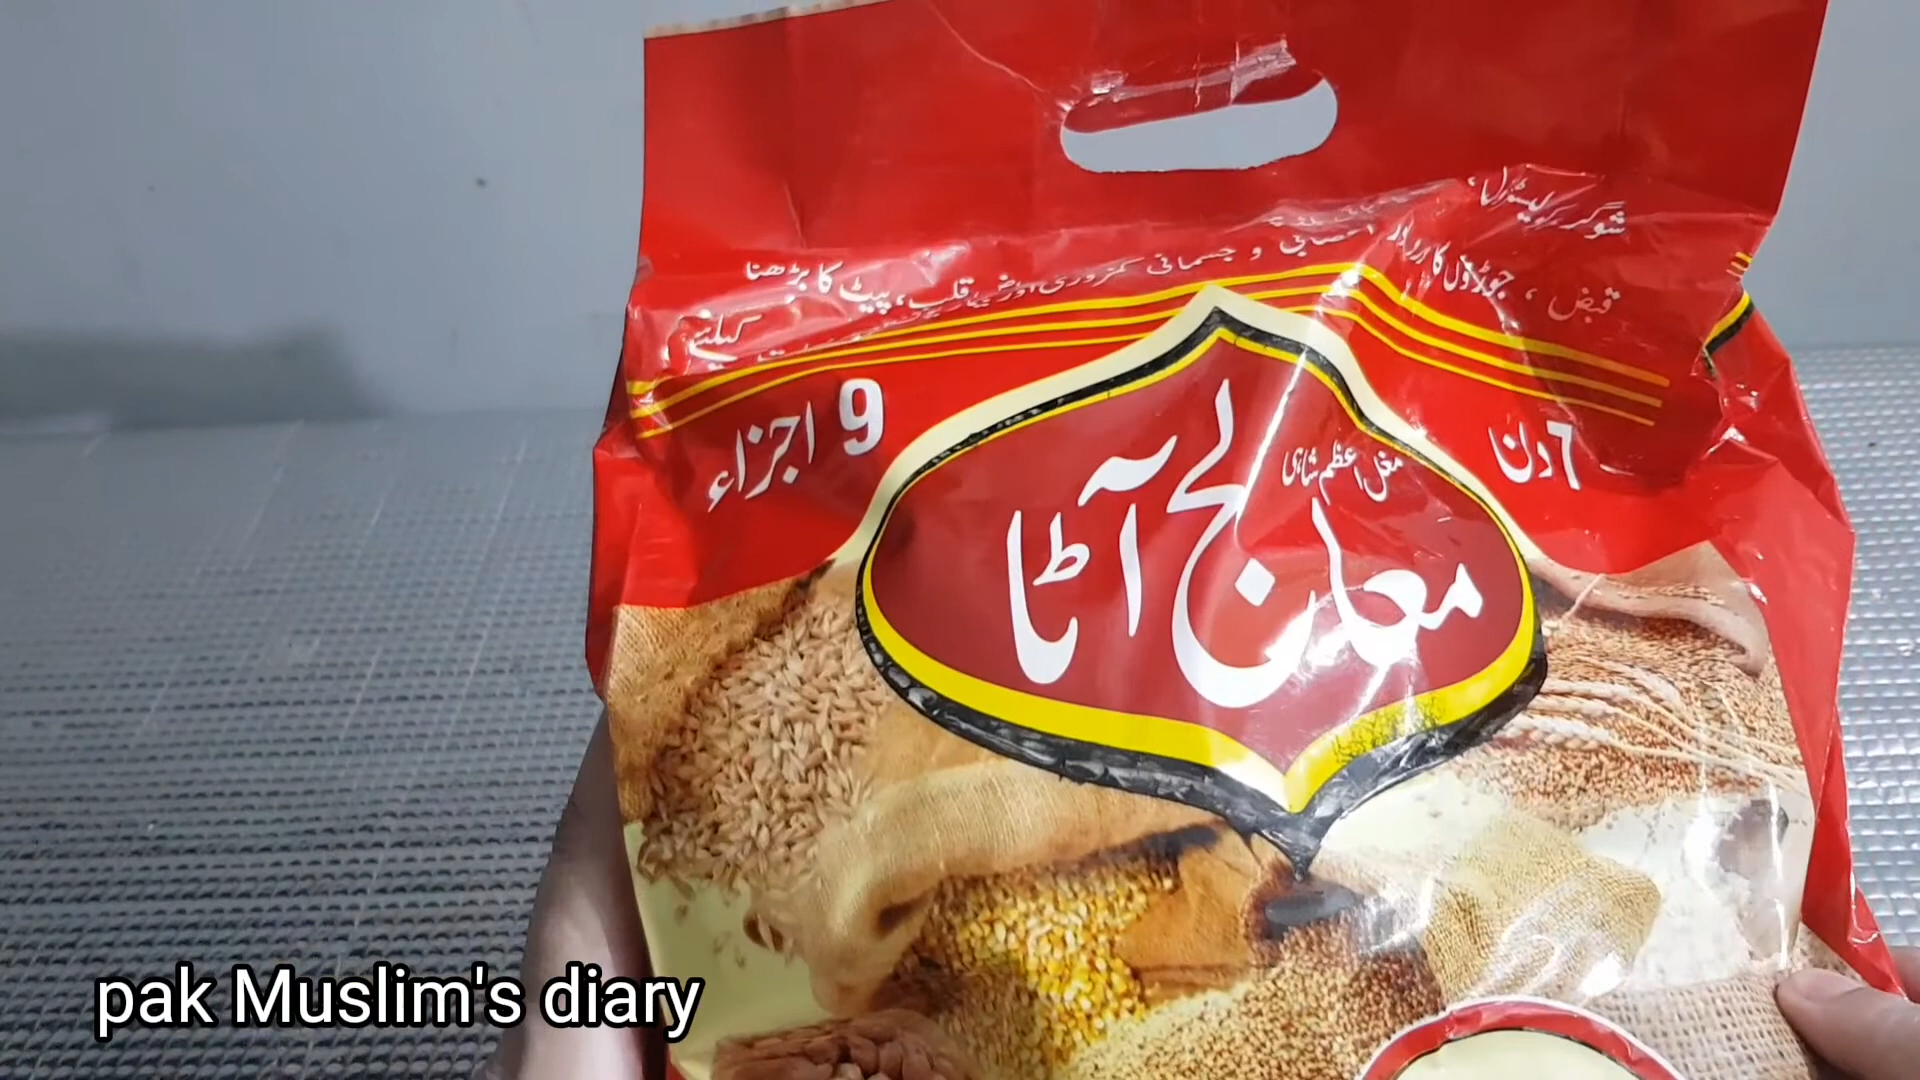 شوگر، کولیسٹرول،
قبض، جوڑوں کا درد اور اعصابی و جسمانی کمزوری
قلب، پیٹ کا بڑھنا
کیلئے
7 دن
9 اجزاء
مغل اعظم شاہی
معالج آٹا
pak Muslim's diary